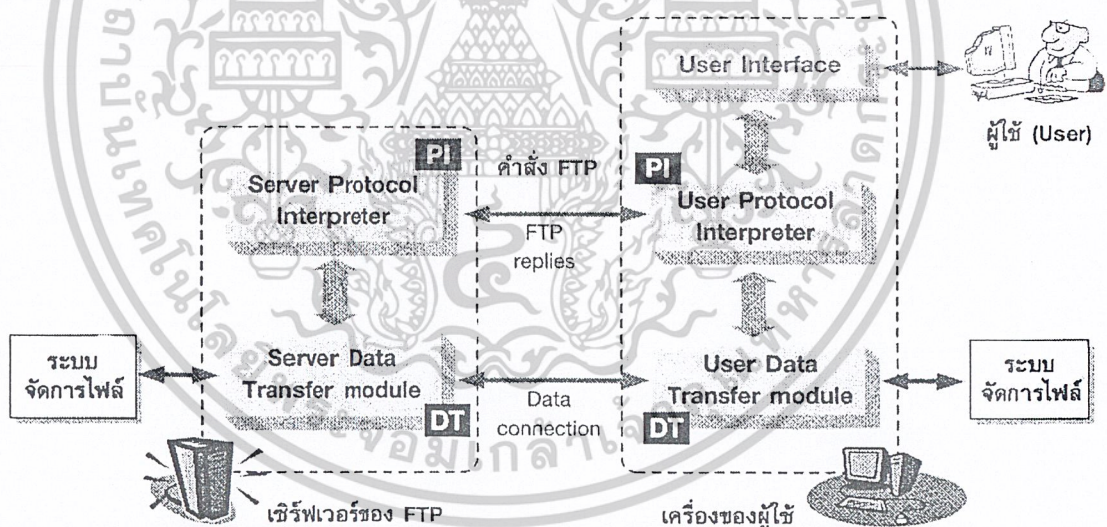 User Interface
ผู้ใช้ (User)
PI
Server Protocol
Interpreter
คำสั่ง FTP
FTP
replies
PI
User Protocol
Interpreter
ระบบ
จัดการไฟล์
Server Data
Transfer module
DT
Data
connection
User Data
Transfer module
DT
ระบบ
จัดการไฟล์
เซิร์ฟเวอร์ของ FTP
เครื่องของผู้ใช้